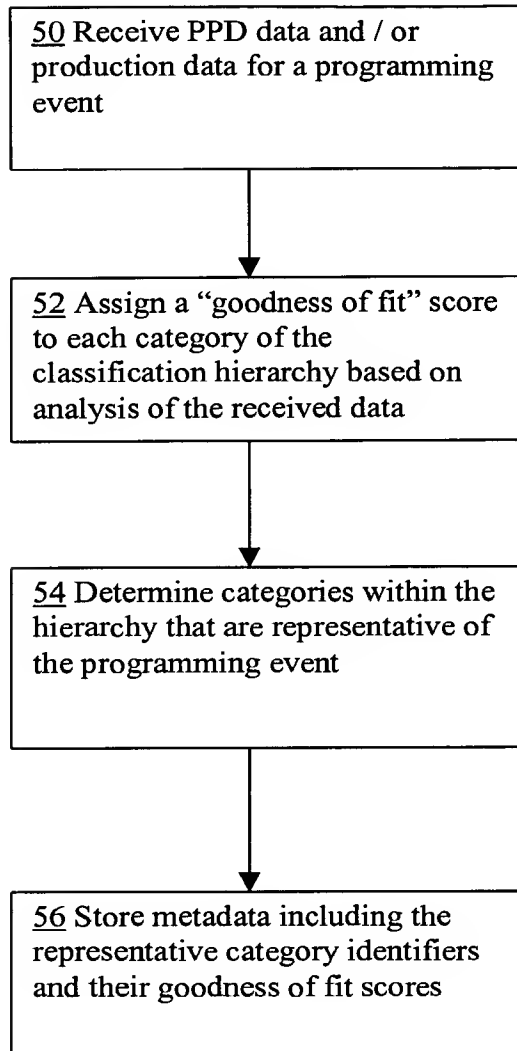 50 Receive PPD data and / or
production data for a programming
event
52 Assign a “goodness of fit” score
to each category of the
classification hierarchy based on
analysis of the received data
54 Determine categories within the
hierarchy that are representative of
the programming event
56 Store metadata including the
representative category identifiers
and their goodness of fit scores